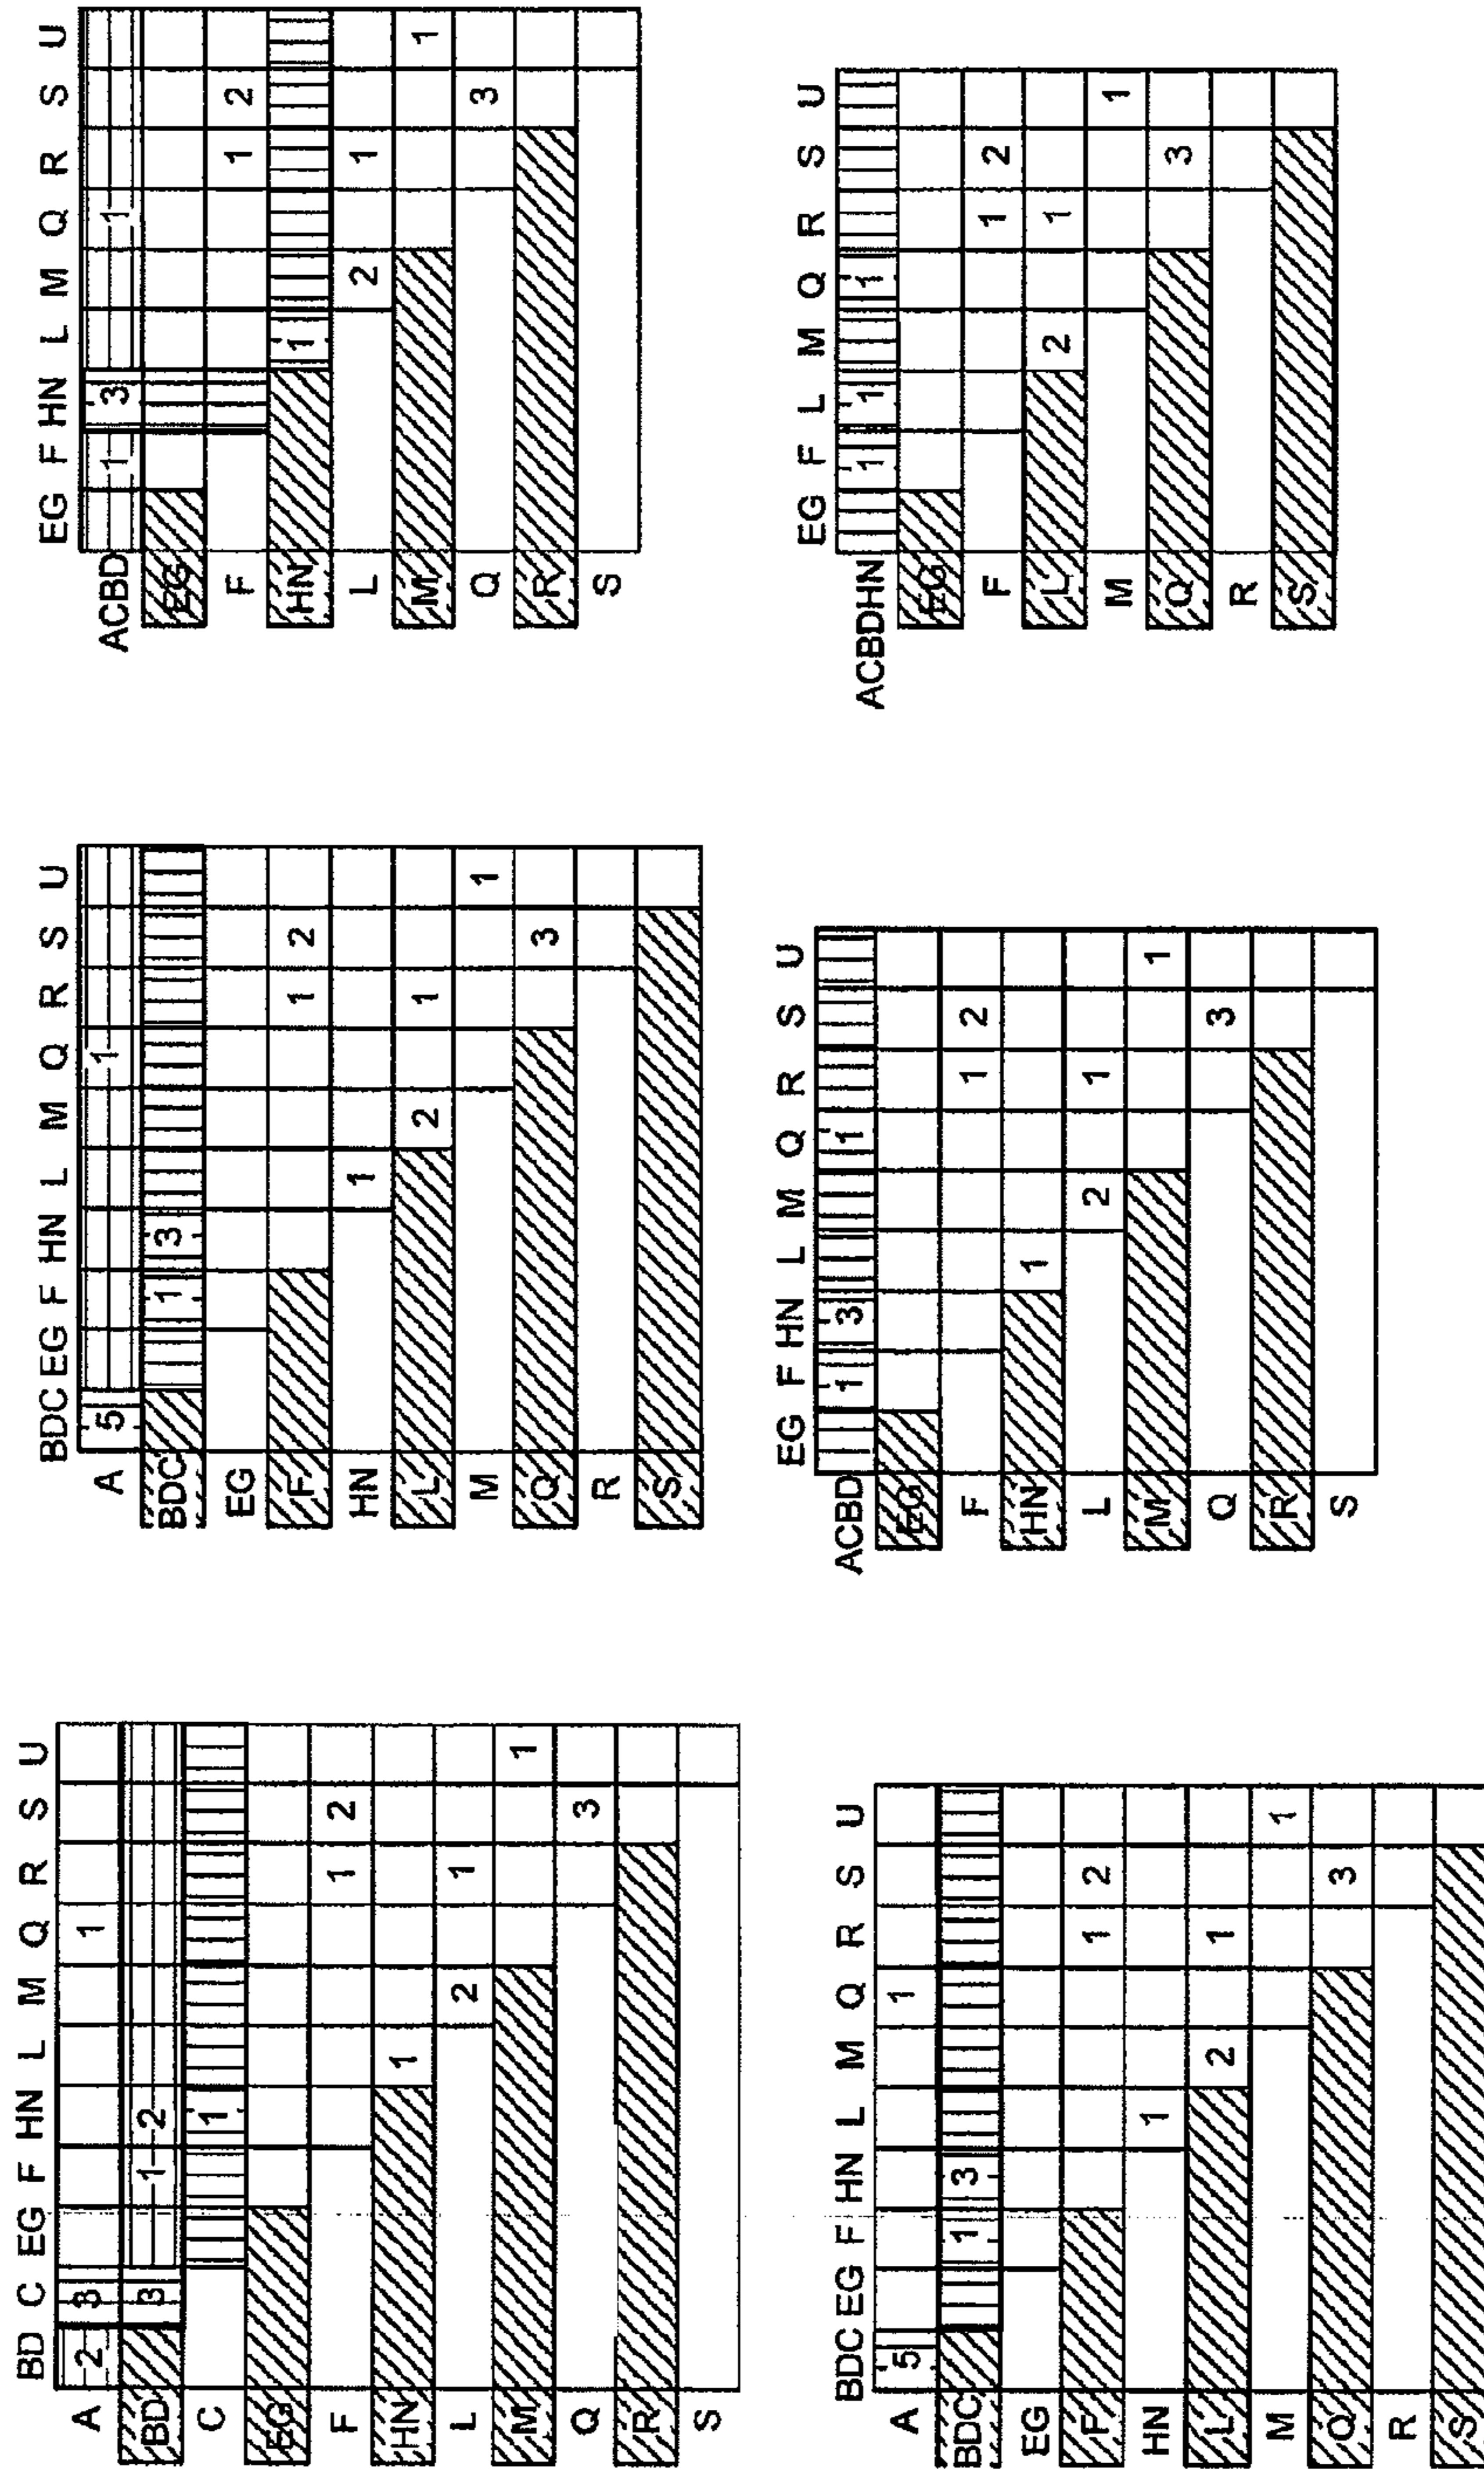 BD C EG F HN L M Q R S U
A 2 3 1
BD 3 1 2
C 1
EG
F 1 2
HN 1
L 2 1
M 1
Q 3
R
S
BDC EG F HN L M Q R S U
A 5 1
BDC 1 3
EG
F 1 2
HN 1
L 2 1
M 1
Q 3
R
S
EG F HN L M Q R S U
ACBD 1 3 1
EG
F 1 2
HN 1
L 2 1
M 1
Q 3
R
S
BDC EG F HN L M Q R S U
A 5 1
BDC 1 3
EG
F 1 2
HN 1
L 2 1
M 1
Q 3
R
S
EG F HN L M Q R S U
ACBD 1 3 1
EG
F 1 2
HN 1
L 2 1
M 1
Q 3
R
S
EG F L M Q R S U
ACBDHN 1 1 1
EG
F 1 2
L 2 1
M 1
Q 3
R
S